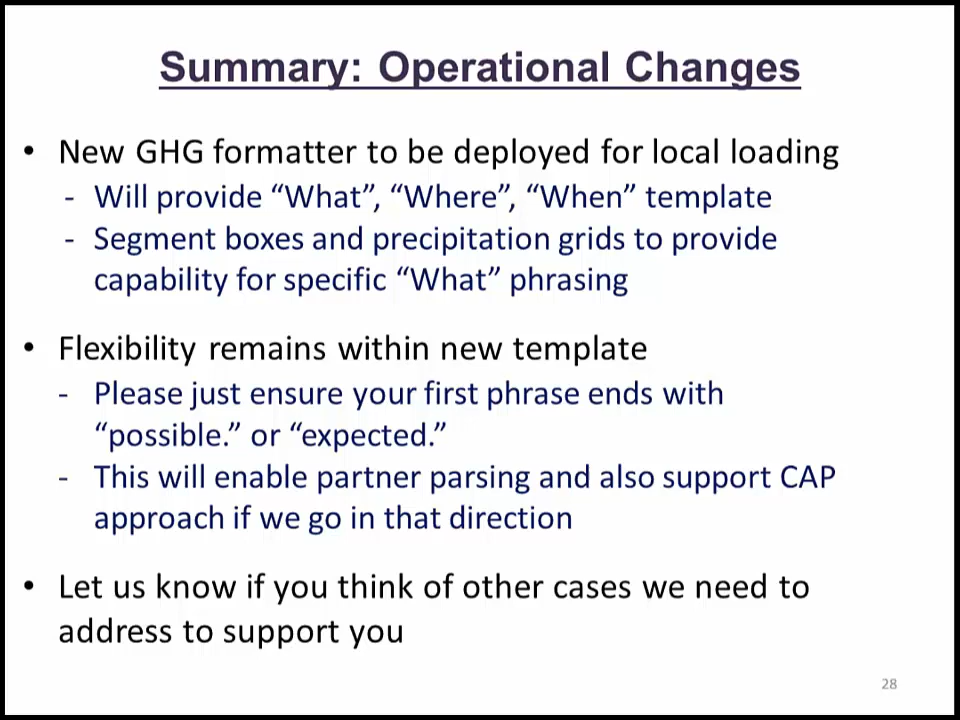 Summary: Operational Changes
• New GHG formatter to be deployed for local loading
- Will provide “What”, “Where”, “When” template
- Segment boxes and precipitation grids to provide
capability for specific “What” phrasing
• Flexibility remains within new template
- Please just ensure your first phrase ends with
“possible.” or “expected.”
- This will enable partner parsing and also support CAP
approach if we go in that direction
• Let us know if you think of other cases we need to
address to support you
28